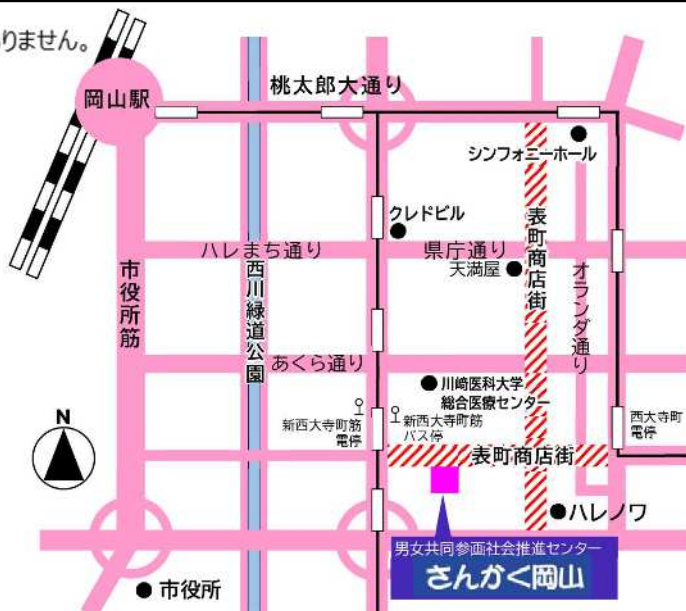 りません。
岡山駅
桃太郎大通り
シンフォニーホール
クレドビル
表町商店街
ハレまち通り
県庁通り
天満屋
市役所筋
西川緑道公園
オランダ通り
あくら通り
川崎医科大学
総合医療センター
新西大寺町筋
電停
新西大寺町筋
バス停
西大寺町
電停
N
表町商店街
ハレノワ
男女共同参画社会推進センター
さんかく岡山
市役所